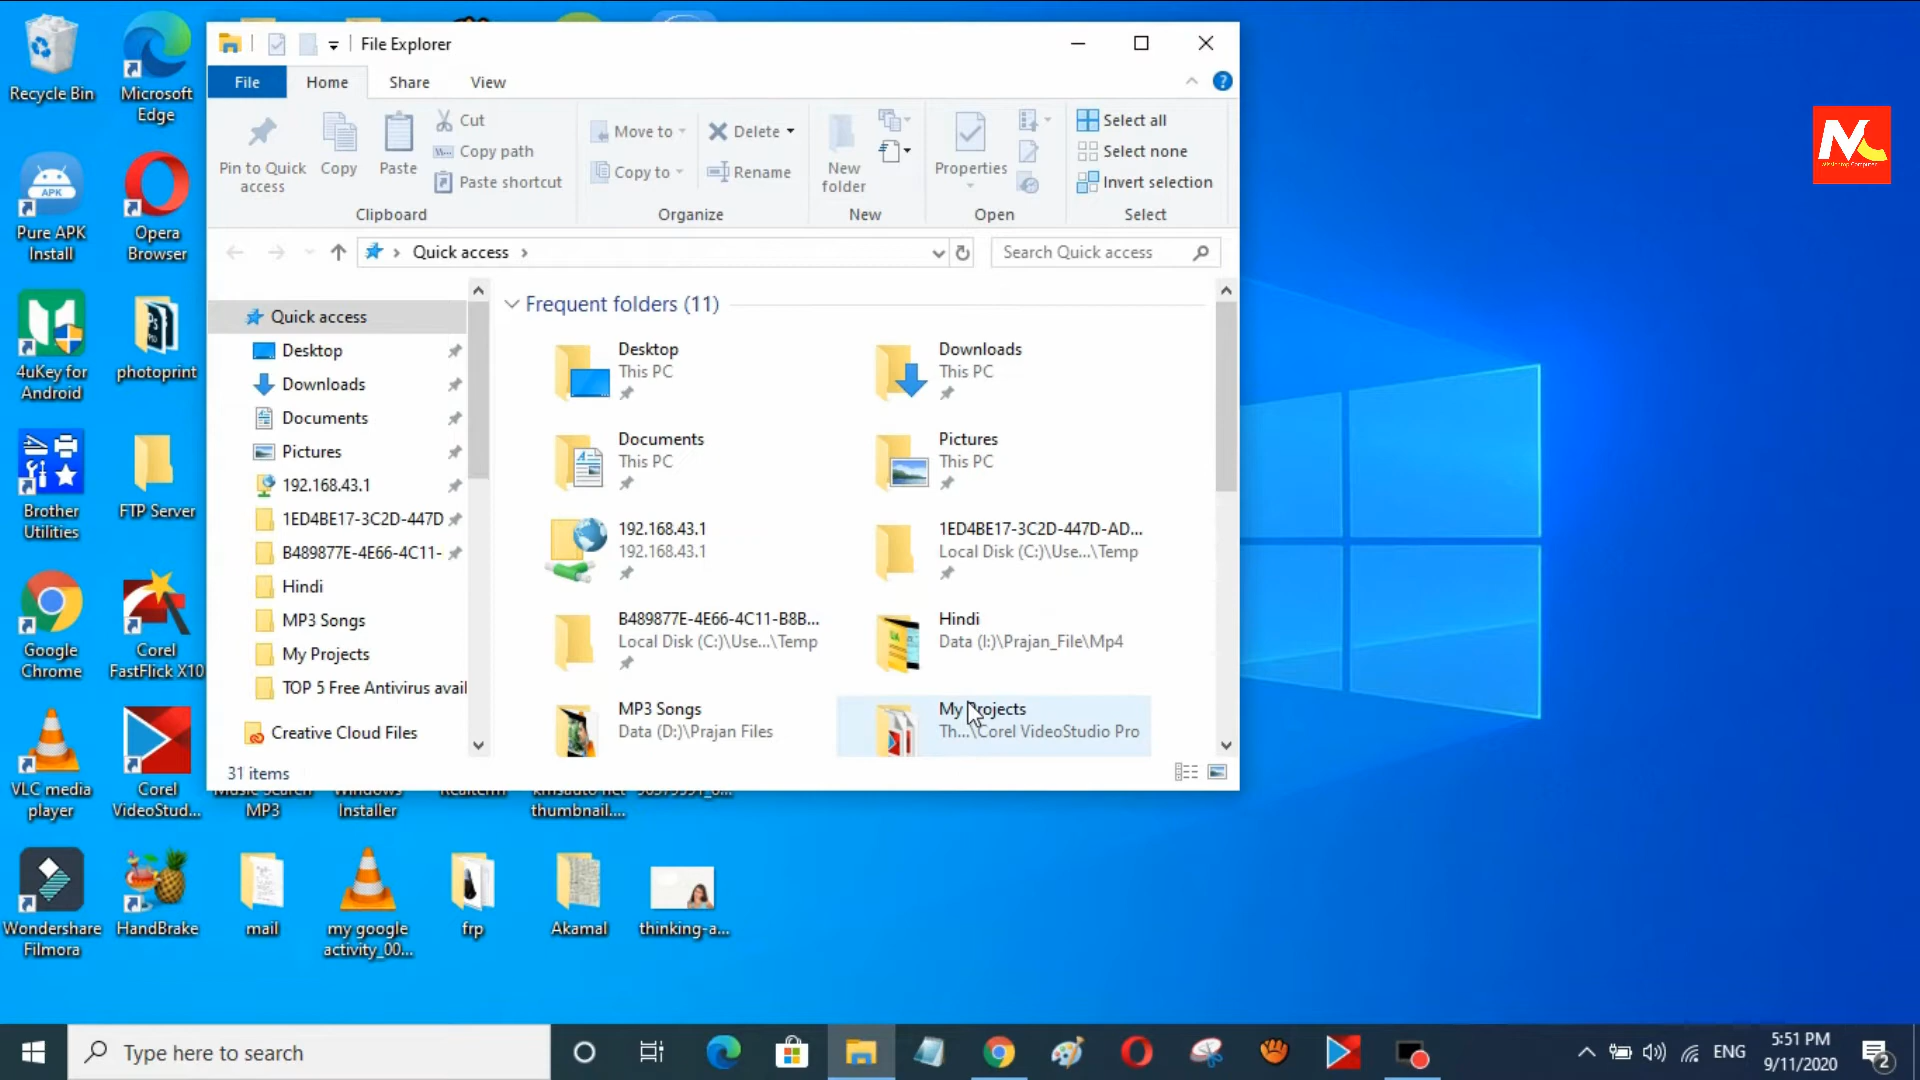 File Explorer
File
Home
Share
View
Pin to Quick
access
Copy
Paste
Cut
Copy path
Paste shortcut
Clipboard
Move to
Copy to
Delete
Rename
Organize
New
folder
New
Properties
Open
Select all
Select none
Invert selection
Select
Quick access
Search Quick access
Quick access
Desktop
Downloads
Documents
Pictures
192.168.43.1
1ED4BE17-3C2D-447D
B489877E-4E66-4C11-
Hindi
MP3 Songs
My Projects
TOP 5 Free Antivirus avail
Creative Cloud Files
Frequent folders (11)
Desktop
This PC
Downloads
This PC
Documents
This PC
Pictures
This PC
192.168.43.1
192.168.43.1
1ED4BE17-3C2D-447D-AD...
Local Disk (C:)\Use...\Temp
B489877E-4E66-4C11-B8B...
Local Disk (C:)\Use...\Temp
Hindi
Data (I:)\Prajan_File\Mp4
MP3 Songs
Data (D:)\Prajan Files
My Projects
Th...\Corel VideoStudio Pro
31 items
Recycle Bin
Microsoft
Edge
APK
Pure APK
Install
Opera
Browser
4uKey for
Android
photoprint
Brother
Utilities
FTP Server
Google
Chrome
Corel
FastFlick X10
VLC media
player
Corel
VideoStud...
Music Search
MP3
Windows
Installer
thumbnail....
Wondershare
Filmora
HandBrake
mail
my google
activity_00...
frp
Akamal
thinking-a...
Type here to search
ENG
5:51 PM
9/11/2020
2